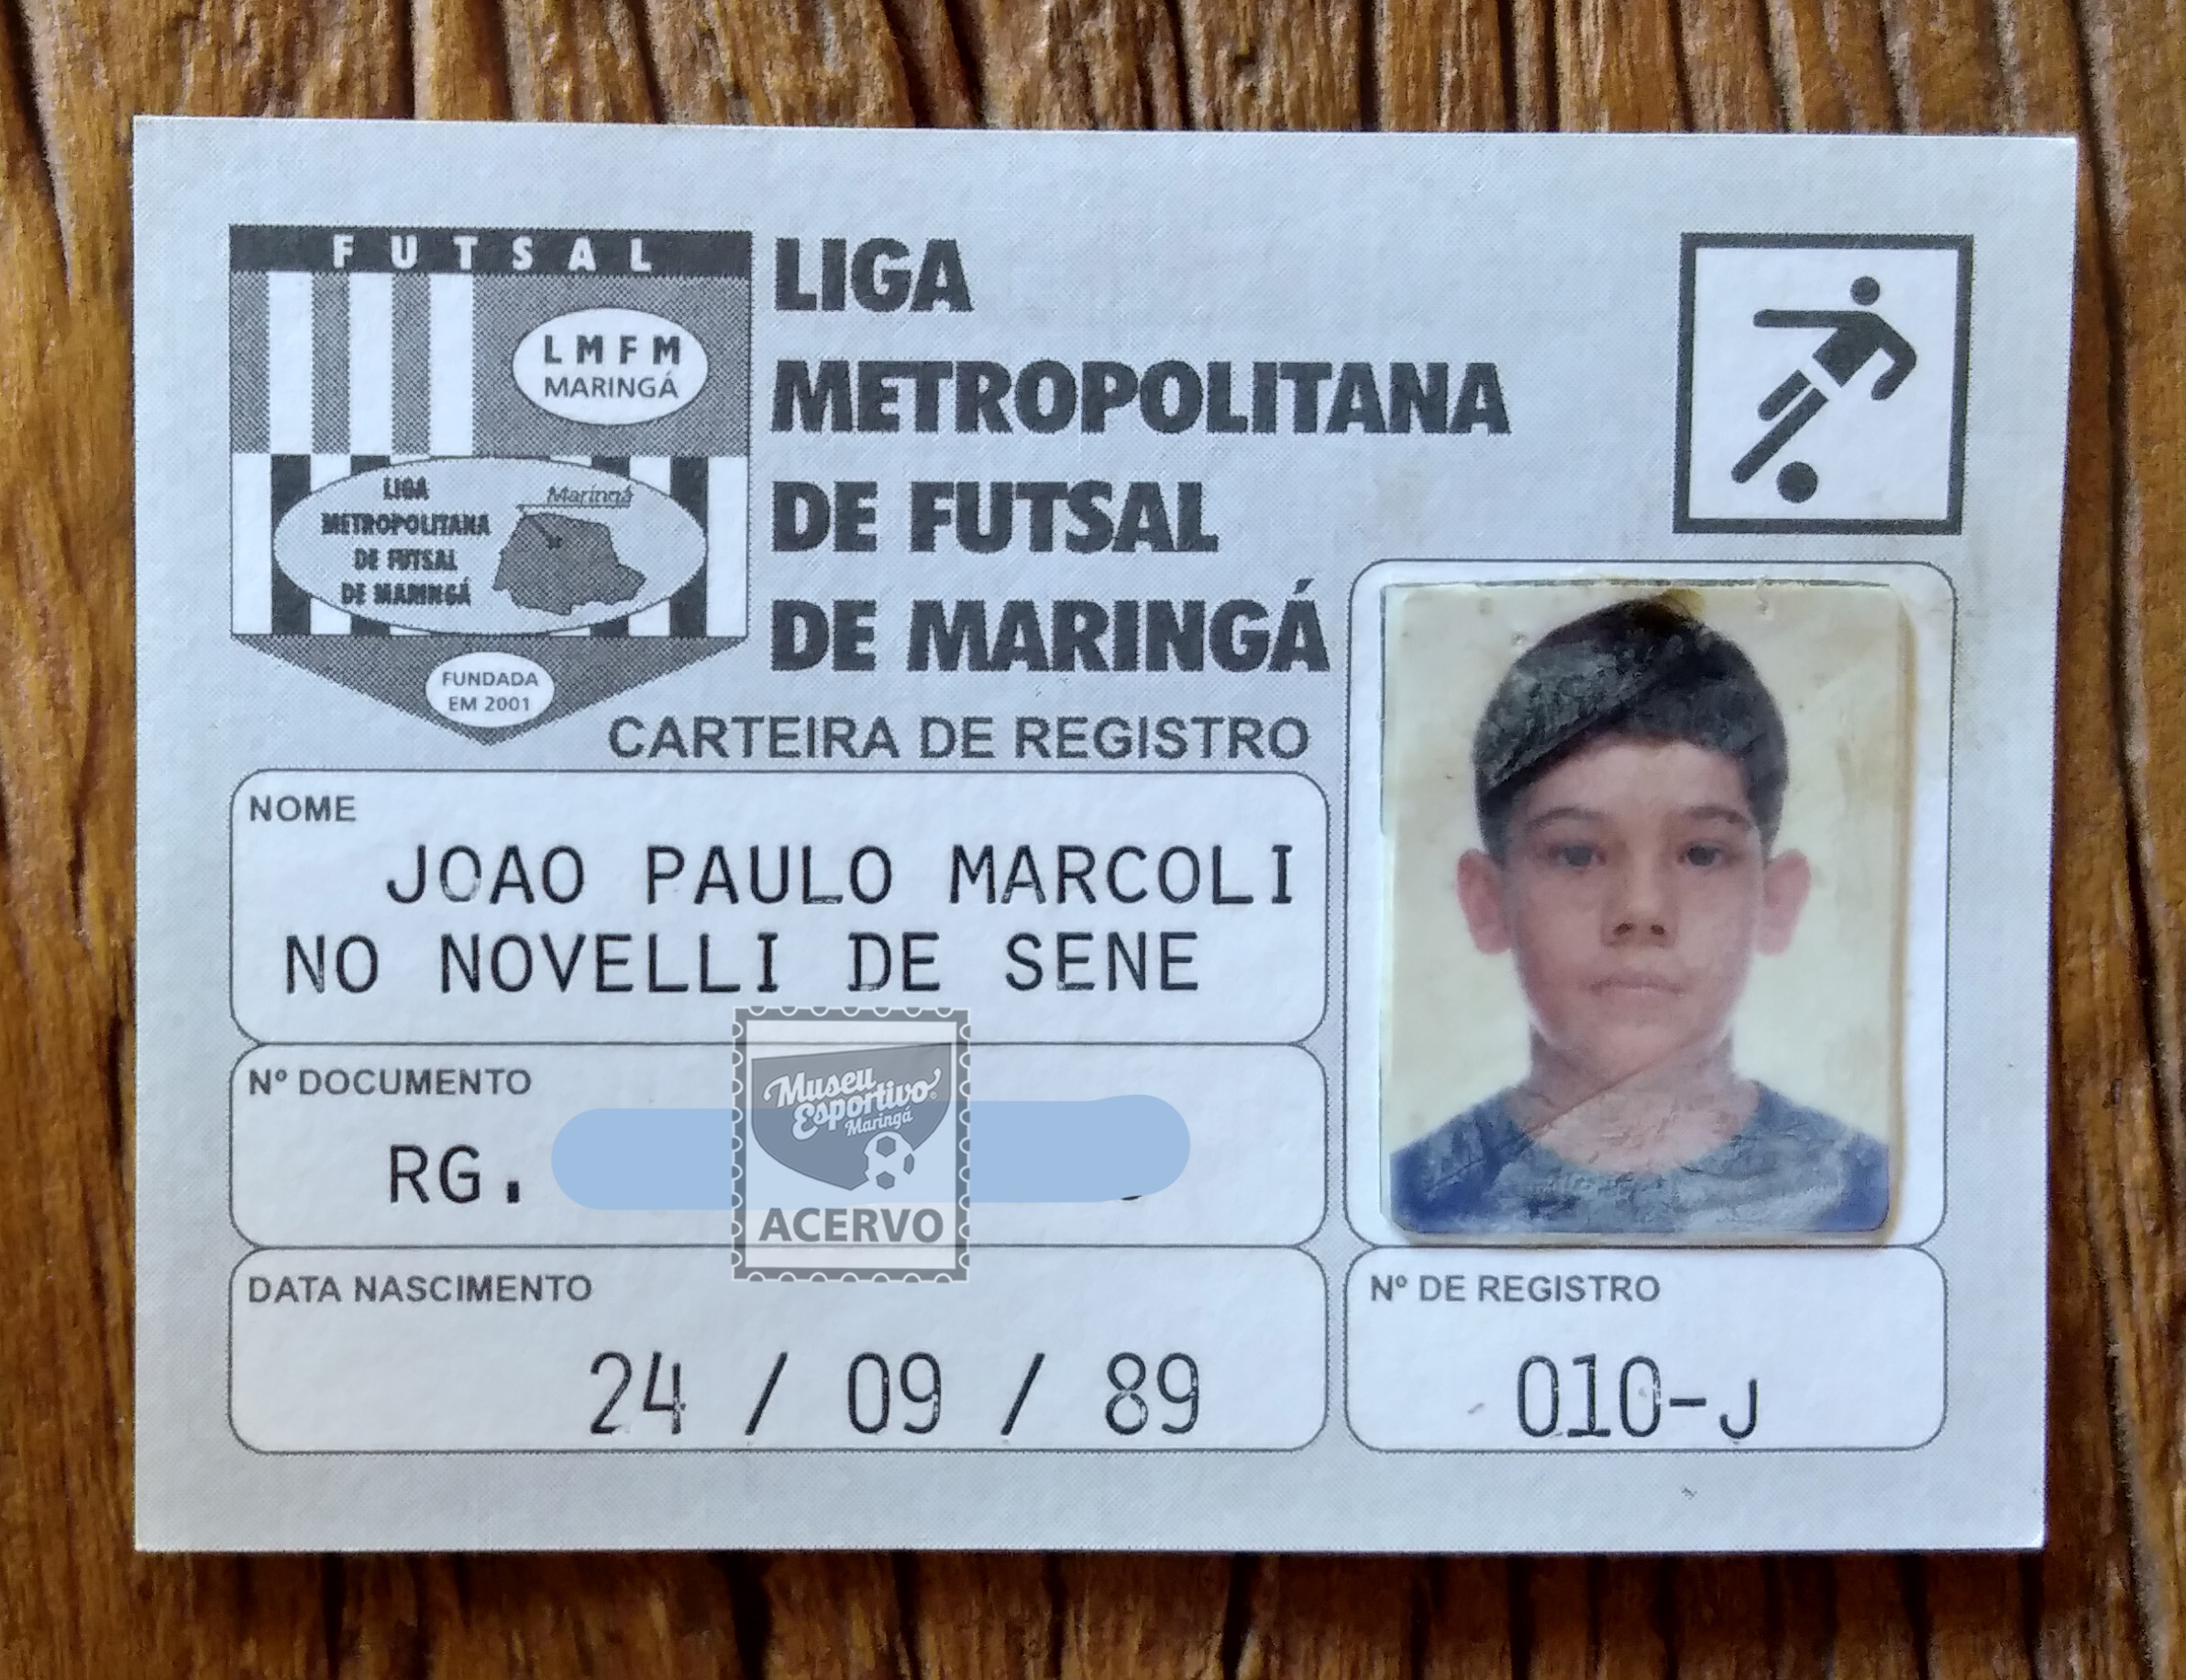 FUTSAL
LMFM
MARINGÁ
LIGA
METROPOLITANA
DE FUTSAL
DE MARINGÁ
Maringá
FUNDADA
EM 2001
LIGA
METROPOLITANA
DE FUTSAL
DE MARINGÁ
CARTEIRA DE REGISTRO
NOME
JOAO PAULO MARCOLI
NO NOVELLI DE SENE
Nº DOCUMENTO
RG.
Museu
Esportivo
Maringá
ACERVO
DATA NASCIMENTO
24 / 09 / 89
Nº DE REGISTRO
010-J